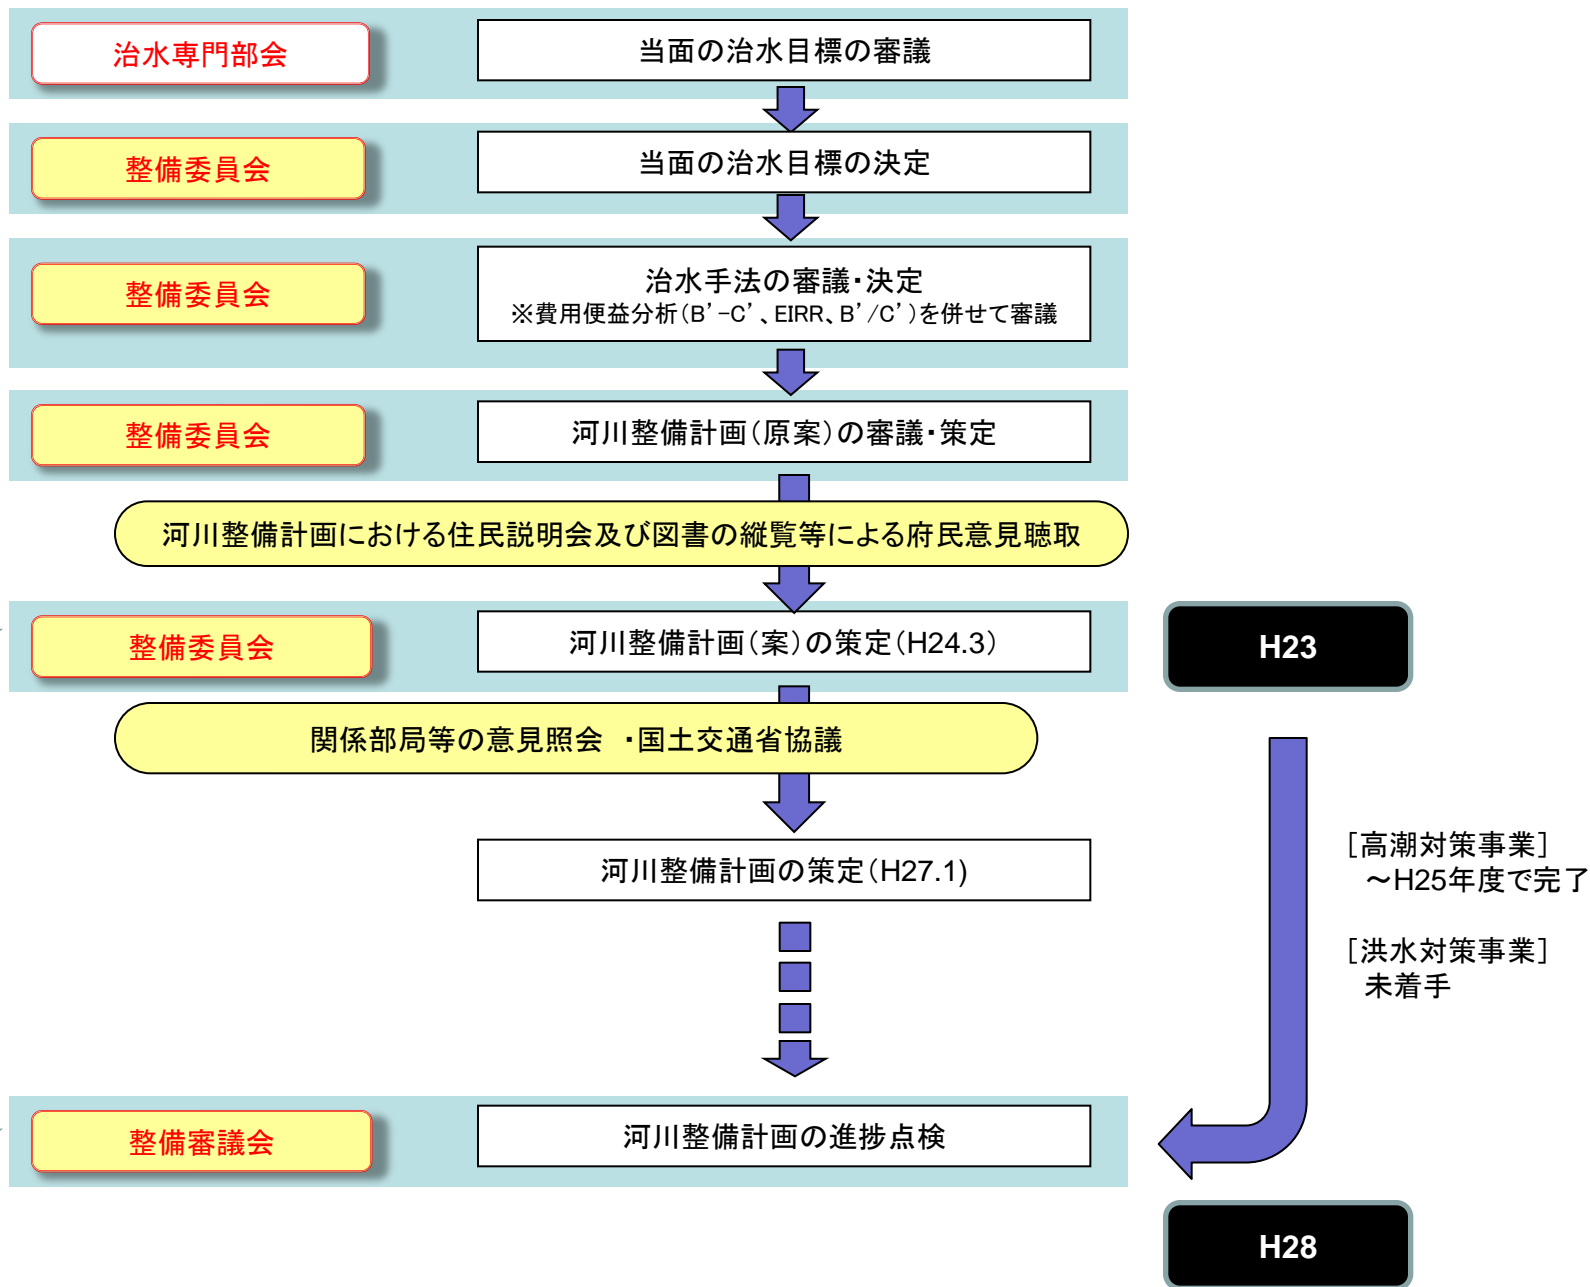 治水専門部会
当面の治水目標の審議
整備委員会
当面の治水目標の決定
整備委員会
治水手法の審議・決定
※費用便益分析(B’-C’、EIRR、B’/C’)を併せて審議
整備委員会
河川整備計画(原案)の審議・策定
河川整備計画における住民説明会及び図書の縦覧等による府民意見聴取
整備委員会
河川整備計画(案)の策定(H24.3)
H23
関係部局等の意見照会 ・国土交通省協議
河川整備計画の策定(H27.1)
[高潮対策事業]
~H25年度で完了
[洪水対策事業]
未着手
整備審議会
河川整備計画の進捗点検
H28